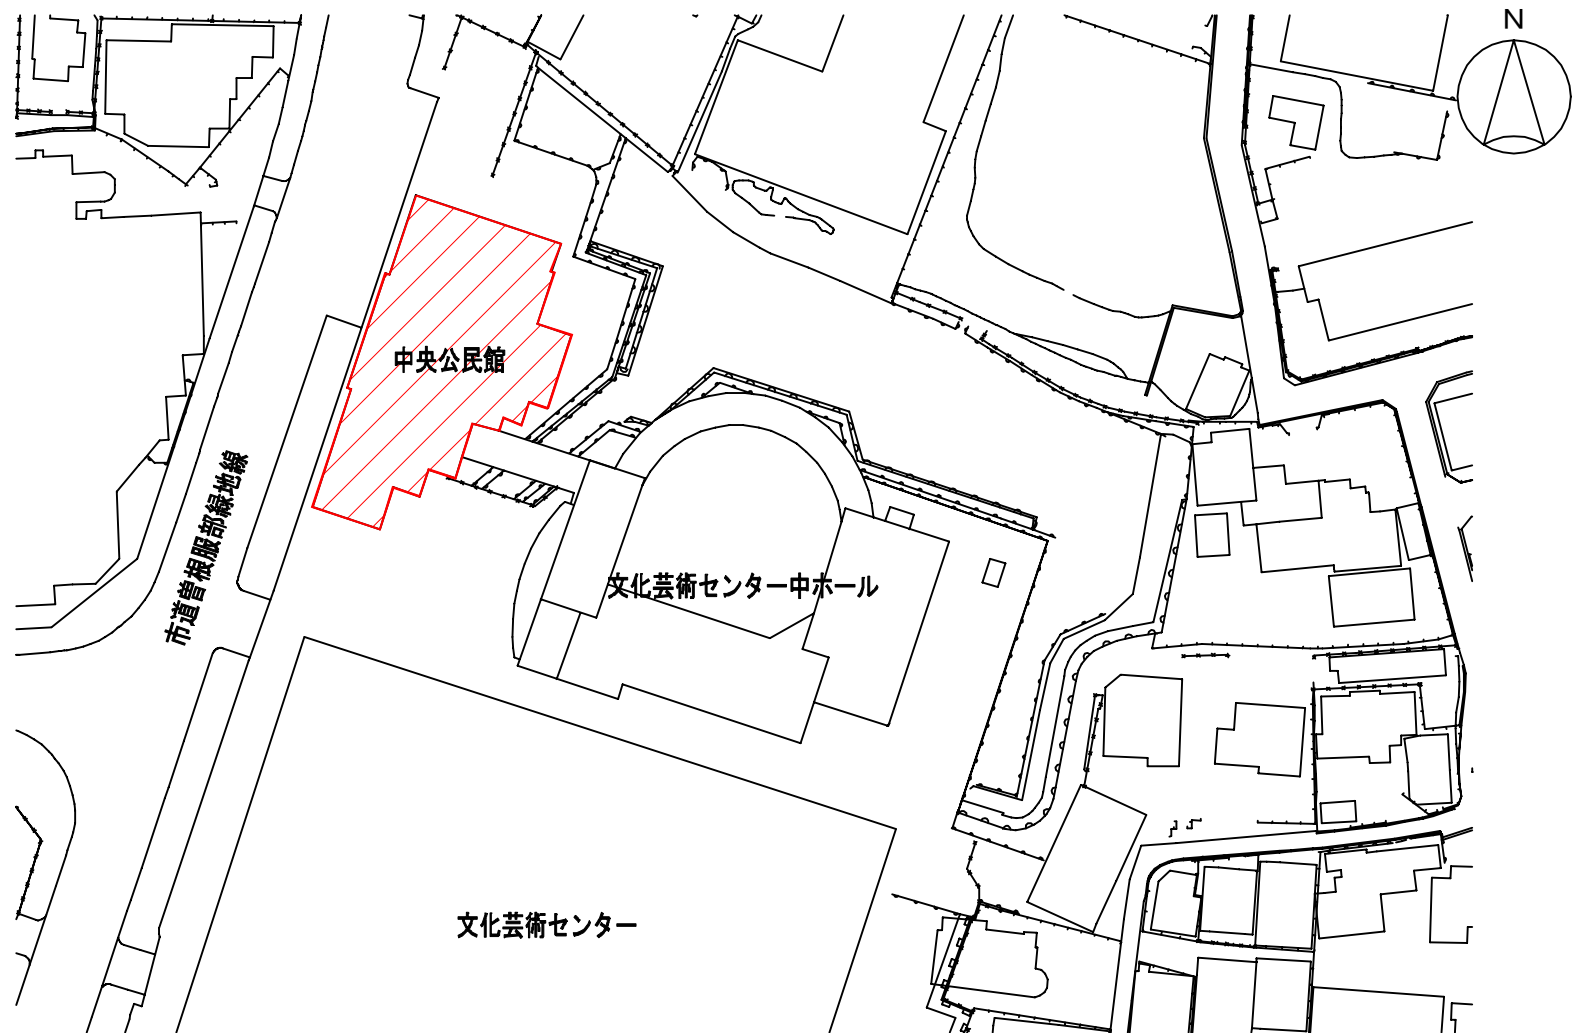 N
中央公民館
市道曽根服部緑地線
文化芸術センター中ホール
文化芸術センター